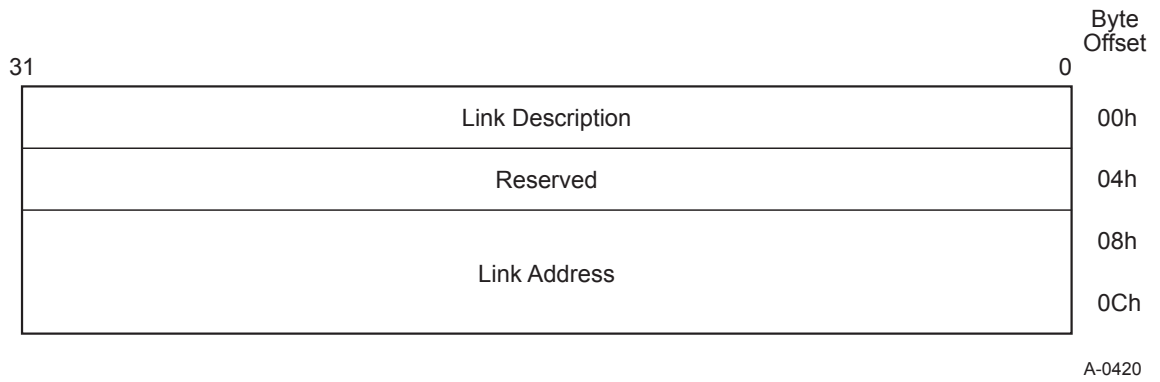 Byte
Offset
31 0
Link Description 00h
Reserved 04h
08h
Link Address
0Ch
A-0420